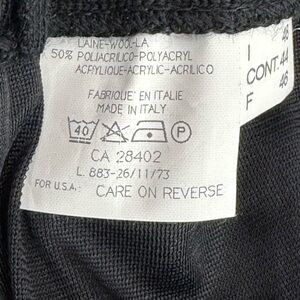 LAINE-WOOL-LA
50% POLIACRILICO-POLYACRYL
ACRYLIQUE-ACRYLIC-ACRILICO
FABRIQUE EN ITALIE
MADE IN ITALY
40 P
CA 28402
L. 883-26/11/73
FOR U.S.A. CARE ON REVERSE
I 48
CONT. 44
F 46